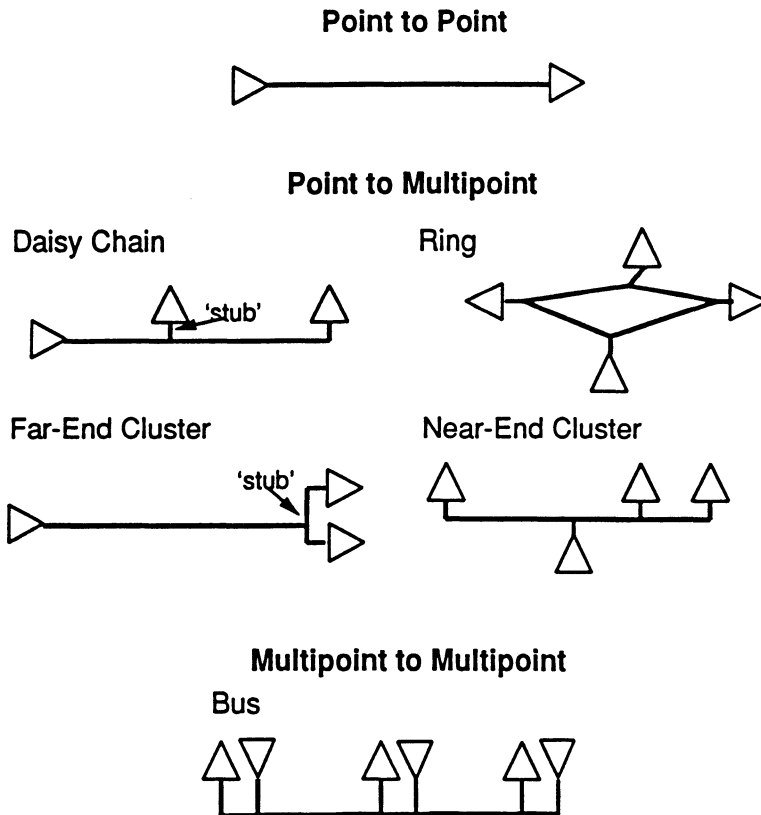 Point to Point
Point to Multipoint
Daisy Chain
Ring
'stub'
Far-End Cluster
Near-End Cluster
'stub'
Multipoint to Multipoint
Bus